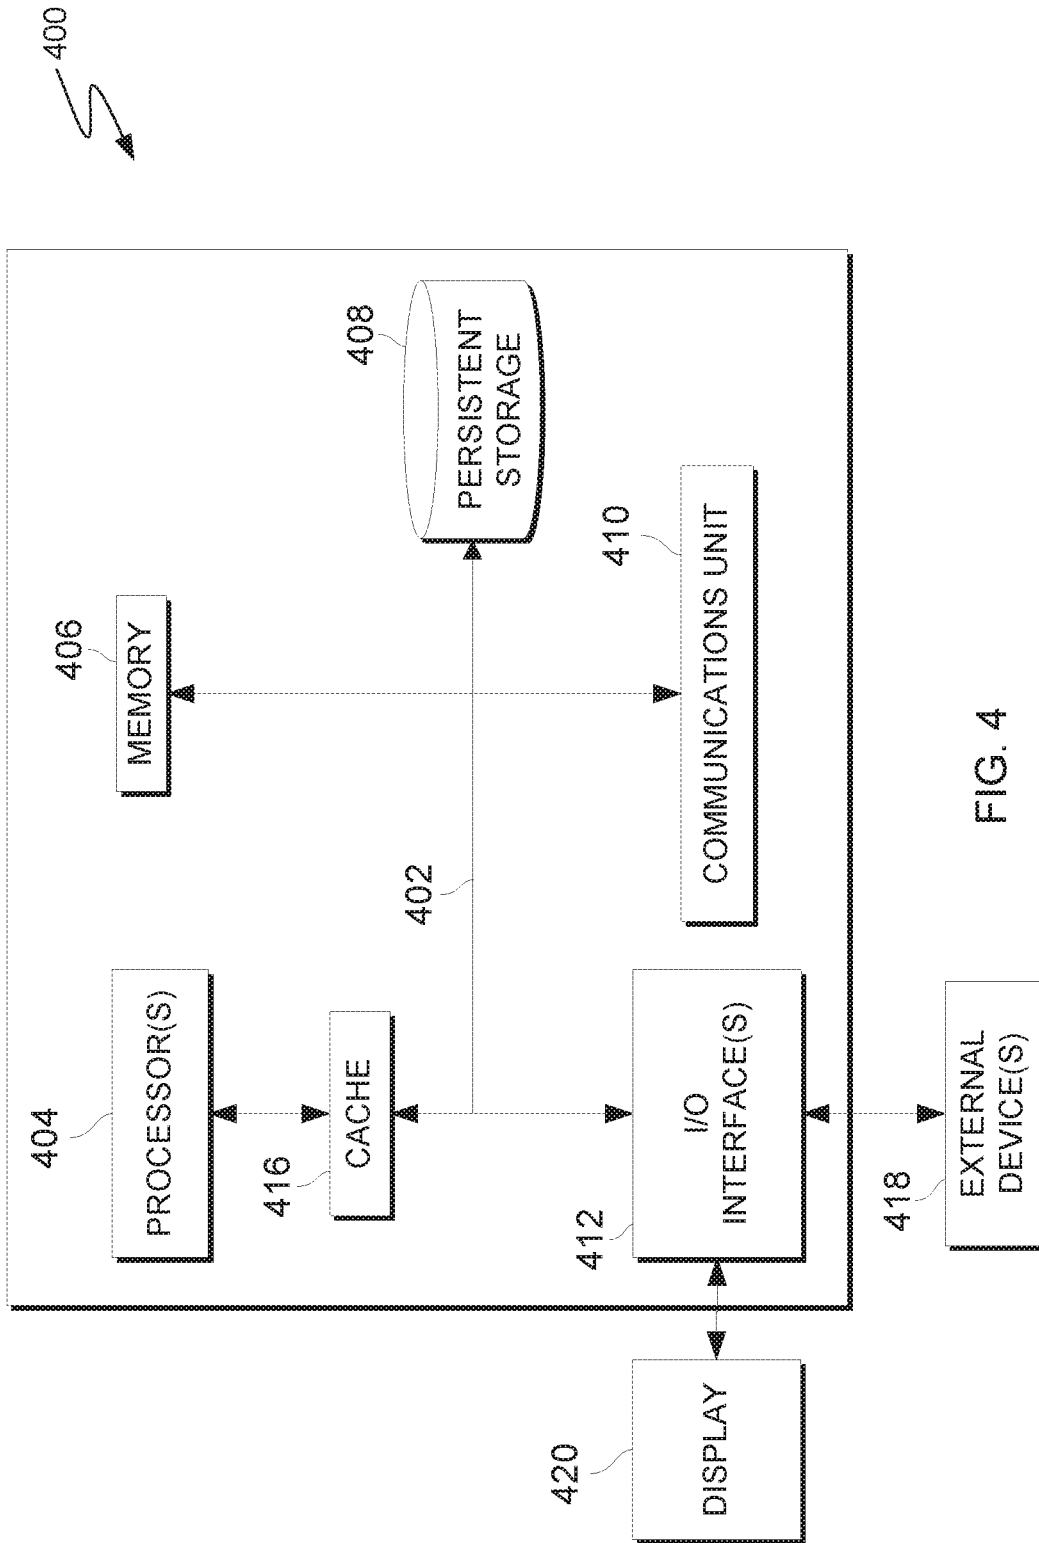 400
404
PROCESSOR(S)
406
MEMORY
416
CACHE
402
408
PERSISTENT
STORAGE
420
DISPLAY
412
I/O
INTERFACE(S)
410
COMMUNICATIONS UNIT
418
EXTERNAL
DEVICE(S)
FIG. 4